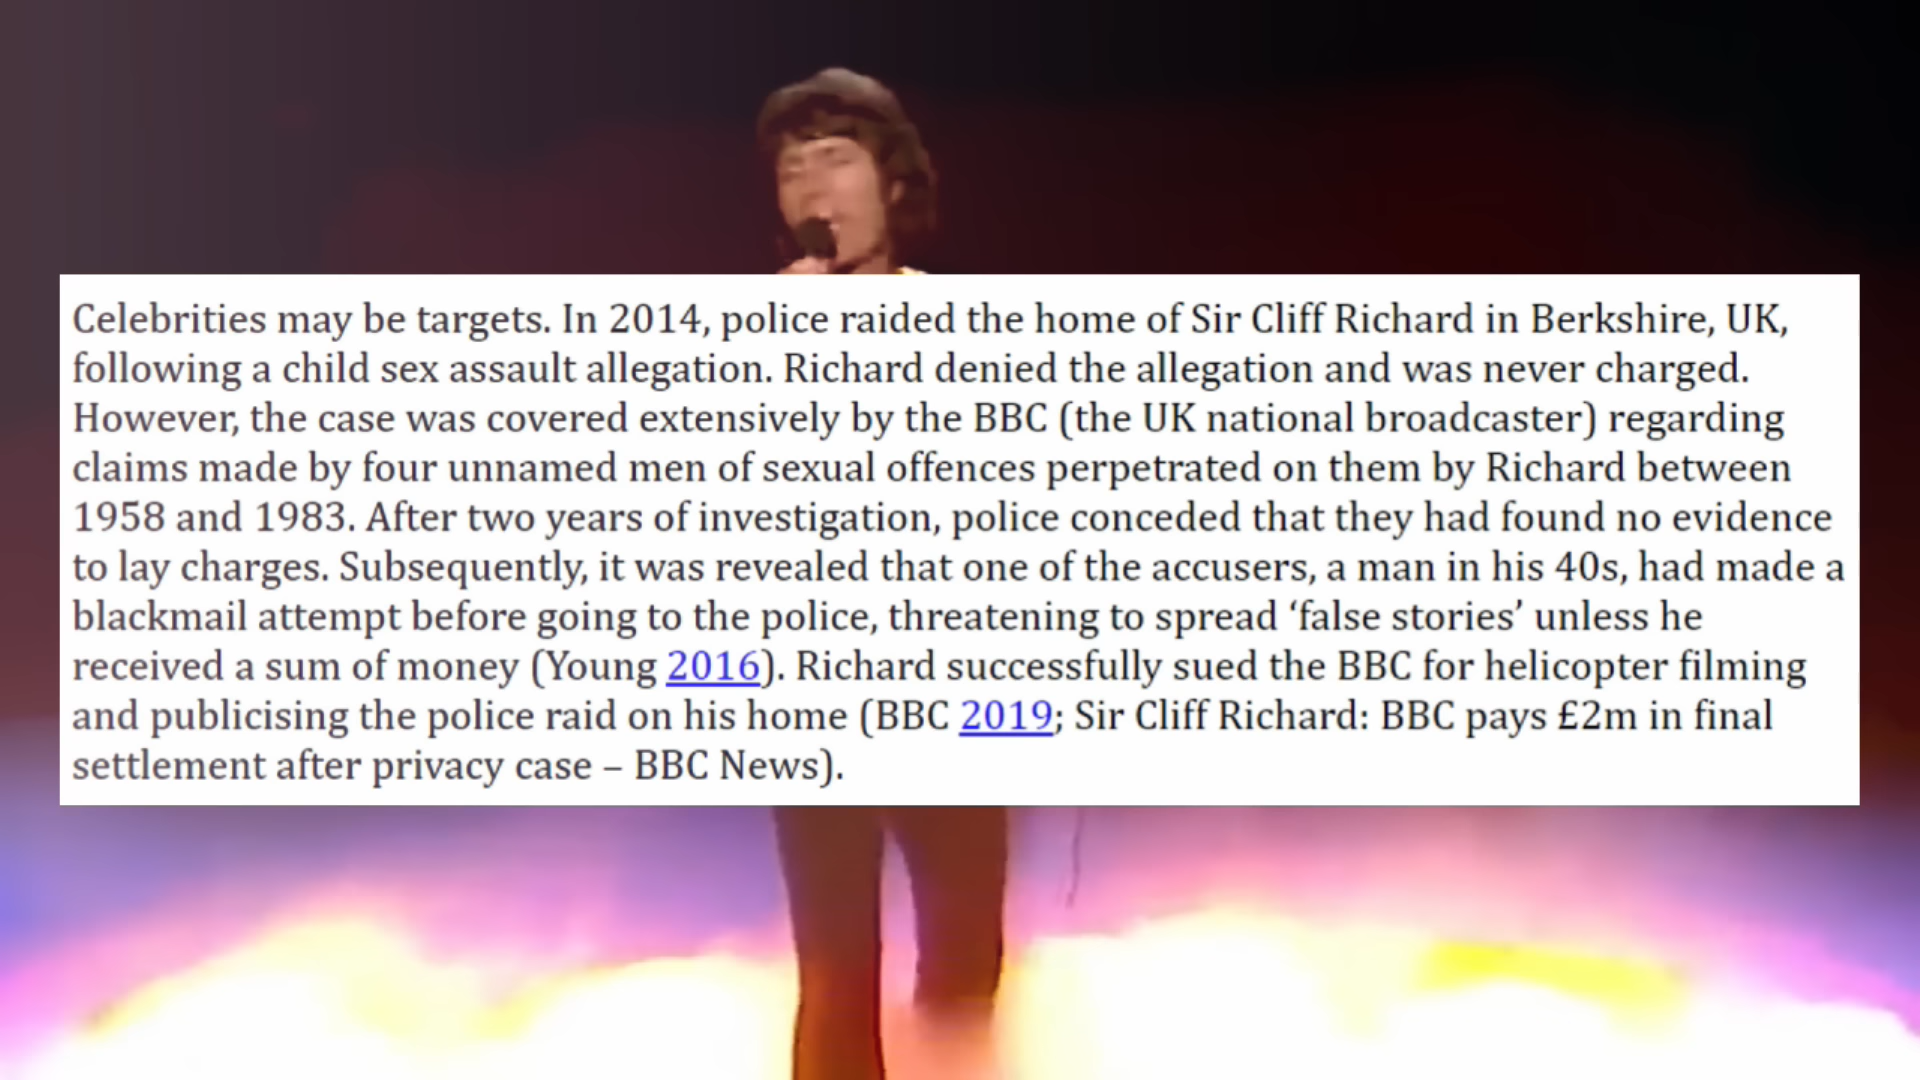 Celebrities may be targets. In 2014, police raided the home of Sir Cliff Richard in Berkshire, UK,
following a child sex assault allegation. Richard denied the allegation and was never charged.
However, the case was covered extensively by the BBC (the UK national broadcaster) regarding
claims made by four unnamed men of sexual offences perpetrated on them by Richard between
1958 and 1983. After two years of investigation, police conceded that they had found no evidence
to lay charges. Subsequently, it was revealed that one of the accusers, a man in his 40s, had made a
blackmail attempt before going to the police, threatening to spread ‘false stories’ unless he
received a sum of money (Young 2016). Richard successfully sued the BBC for helicopter filming
and publicising the police raid on his home (BBC 2019; Sir Cliff Richard: BBC pays £2m in final
settlement after privacy case – BBC News).